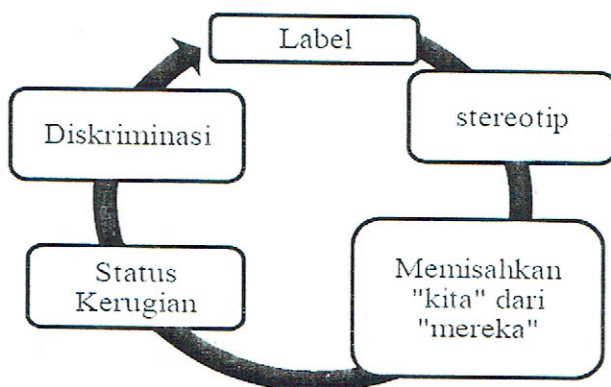 Label
stereotip
Memisahkan
"kita" dari
"mereka"
Status
Kerugian
Diskriminasi